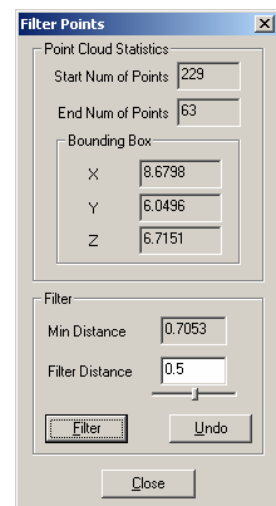 Filter Points
Point Cloud Statistics
Start Num of Points 229
End Num of Points 63
Bounding Box
X 8.6798
Y 6.0496
Z 6.7151
Filter
Min Distance 0.7053
Filter Distance 0.5
Filter Undo
Close